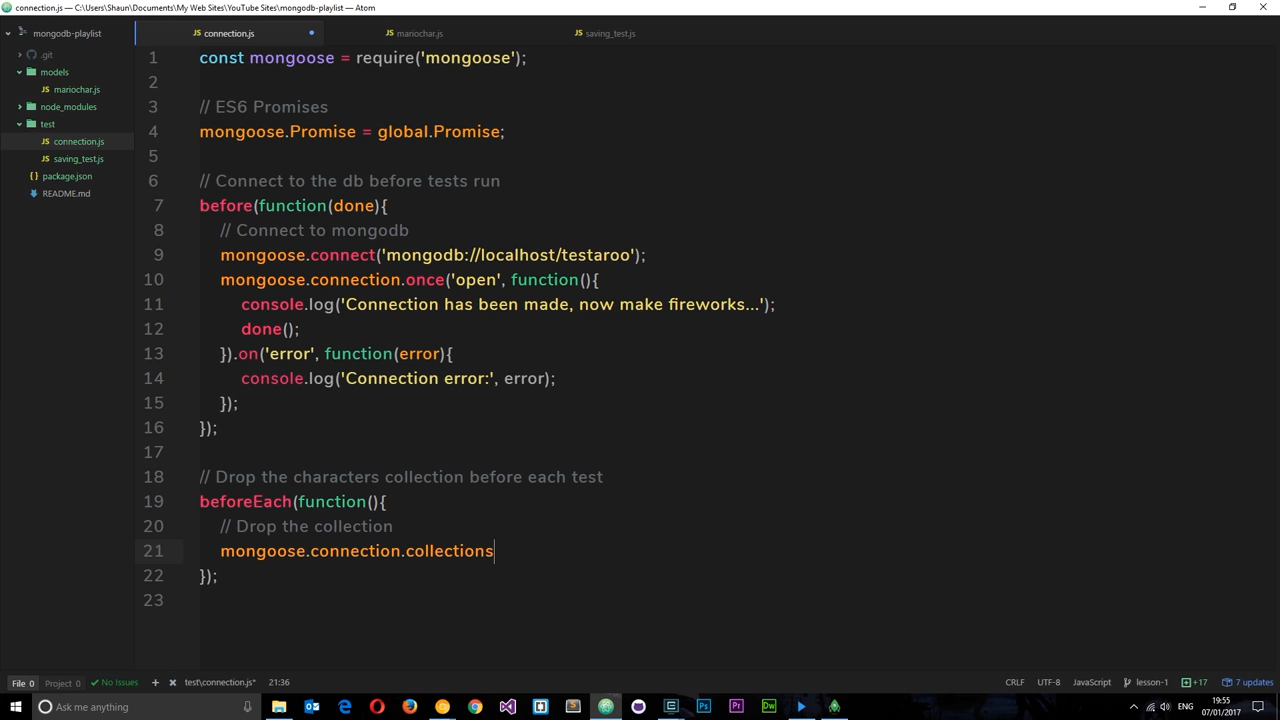 connection.js — C:\Users\Shaun\Documents\My Web Sites\YouTube Sites\mongodb-playlist — Atom
mongodb-playlist
.git
models
mariochar.js
node_modules
test
connection.js
saving_test.js
package.json
README.md
connection.js
mariochar.js
saving_test.js
1 const mongoose = require('mongoose');
2
3 // ES6 Promises
4 mongoose.Promise = global.Promise;
5
6 // Connect to the db before tests run
7 before(function(done){
8 // Connect to mongodb
9 mongoose.connect('mongodb://localhost/testaroo');
10 mongoose.connection.once('open', function(){
11 console.log('Connection has been made, now make fireworks...');
12 done();
13 }).on('error', function(error){
14 console.log('Connection error:', error);
15 });
16 });
17
18 // Drop the characters collection before each test
19 beforeEach(function(){
20 // Drop the collection
21 mongoose.connection.collections
22 });
23
File 0 Project 0 No Issues test\connection.js* 21:36 CRLF UTF-8 JavaScript lesson-1 +17 7 updates
Ask me anything
ENG
19:55
07/01/2017